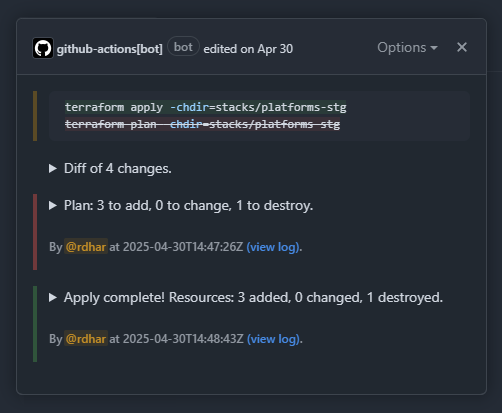 github-actions[bot] bot edited on Apr 30 Options
terraform apply -chdir=stacks/platforms-stg
terraform plan -chdir=stacks/platforms-stg
Diff of 4 changes.
Plan: 3 to add, 0 to change, 1 to destroy.
By @rdhar at 2025-04-30T14:47:26Z (view log).
Apply complete! Resources: 3 added, 0 changed, 1 destroyed.
By @rdhar at 2025-04-30T14:48:43Z (view log).